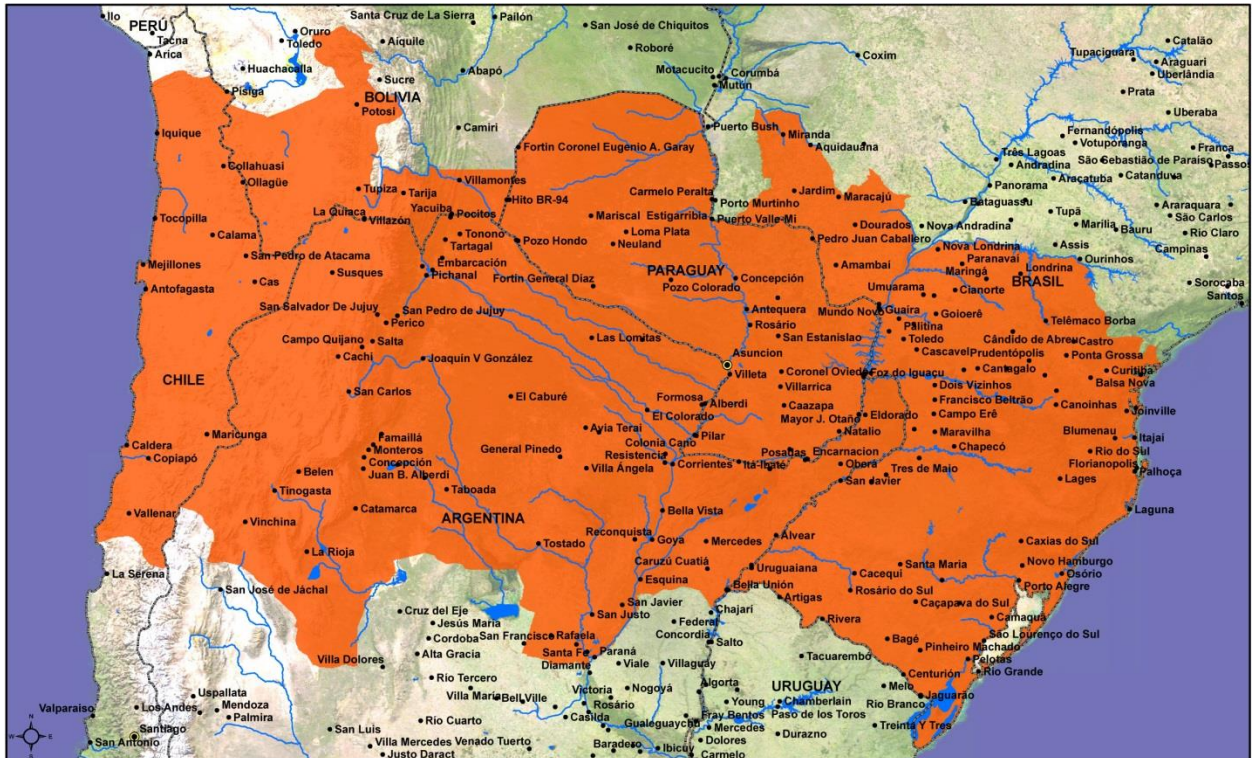 Ilo
PERÚ
Tacna
Arica
Oruro
Toledo
Huachacalla
Pisiga
Santa Cruz de La Sierra
Pailón
Aiquile
Abapó
Sucre
BOLIVIA
Potosi
Camiri
San José de Chiquitos
Roboré
Motacucito
Corumbá
Mutún
Coxim
Catalão
Tupaciguara
Araguari
Uberlândia
Prata
Uberaba
Iquique
Collahuasi
Ollagüe
Tupiza
Tarija
Villamontes
Fortin Coronel Eugenio A. Garay
Puerto Bush
Miranda
Aquidauana
Três Lagoas
Andradina
Fernandópolis
Votuporanga
São Sebastião de Paraíso
Franca
Passos
Catanduva
Araçatuba
Panorama
Bataguassu
Araraquara
São Carlos
Rio Claro
Campinas
Tupã
Marilia
Bauru
Assis
Ourinhos
Sorocaba
Santos
Tocopilla
Calama
La Quiaca
Villazón
Yacuiba
Pocitos
Hito BR-94
Carmelo Peralta
Porto Murtinho
Puerto Valle-Mi
Jardim
Maracajú
Dourados
Nova Andradina
Mejillones
San Pedro de Atacama
Susques
Tonono
Tartagal
Pozo Hondo
Mariscal Estigarribia
Loma Plata
Neuland
Pedro Juan Caballero
Amambai
Nova Londrina
Paranavai
Maringá
Londrina
BRASIL
Antofagasta
Cas
Embarcación
Pichanal
Fortin General Díaz
PARAGUAY
Pozo Colorado
Concepción
Umuarama
Cianorte
San Salvador De Jujuy
San Pedro de Jujuy
Perico
Antequera
Rosário
Mundo Novo
Guaira
Goioerê
Palitina
Telêmaco Borba
Campo Quijano
Salta
Cachi
Joaquín V González
Las Lomitas
San Estanislao
Toledo
Cascavel
Cândido de Abreu
Castro
Prudentópolis
Ponta Grossa
CHILE
San Carlos
El Caburé
Asuncion
Villeta
Coronel Oviedo
Foz do Iguaçu
Cantagalo
Curitiba
Balsa Nova
Villarrica
Dois Vizinhos
Formosa
Alberdi
Caazapa
Francisco Beltrão
Canoinhas
Joinville
El Colorado
Mayor J. Otaño
Eldorado
Campo Erê
Caldera
Maricunga
Copiapó
Famaillá
Monteros
Concepción
Juan B. Alberdi
General Pinedo
Avia Terai
Colonia Cano
Pilar
Natalio
Maravilha
Blumenau
Itajai
Resistencia
Villa Ángela
Corrientes
Itá-Ibaté
Posadas
Encarnacion
Oberá
Chapecó
Rio do Sul
Florianopolis
Palhoça
Belen
Tinogasta
Taboada
San Javier
Tres de Maio
Lages
Vallenar
Vinchina
Catamarca
ARGENTINA
Bella Vista
Laguna
La Rioja
Tostado
Reconquista
Goya
Mercedes
Alvear
Caxias do Sul
La Serena
San José de Jáchal
Caruzú Cuatiá
Esquina
Uruguaiana
Cacequi
Santa Maria
Novo Hamburgo
Osório
Porto Alegre
Cruz del Eje
Jesús María
San Javier
San Justo
Bella Unión
Artigas
Rosário do Sul
Caçapava do Sul
Camaquã
Cordoba
San Francisco
Rafaela
Federal
Chajarí
Rivera
Bagé
São Lourenço do Sul
Villa Dolores
Alta Gracia
Santa Fe
Paraná
Diamante
Concordia
Salto
Pinheiro Machado
Pelotas
Rio Grande
Río Tercero
Viale
Villaguay
Tacuarembó
Centurión
Villa Maria
Bell Ville
Victoria
Nogoyá
Algorta
URUGUAY
Melo
Jaguarão
Rio Branco
Uspallata
Mendoza
Palmira
Los Andes
Rosário
Young
Chamberlain
Paso de los Toros
Valparaiso
Santiago
San Antonio
San Luis
Río Cuarto
Casilda
Gualeguaychú
Fray Bentos
Mercedes
Treinta Y Tres
Villa Mercedes
Venado Tuerto
Justo Daract
Baradero
Ibicuy
Dolores
Durazno
Carmelo
N
W
E
S